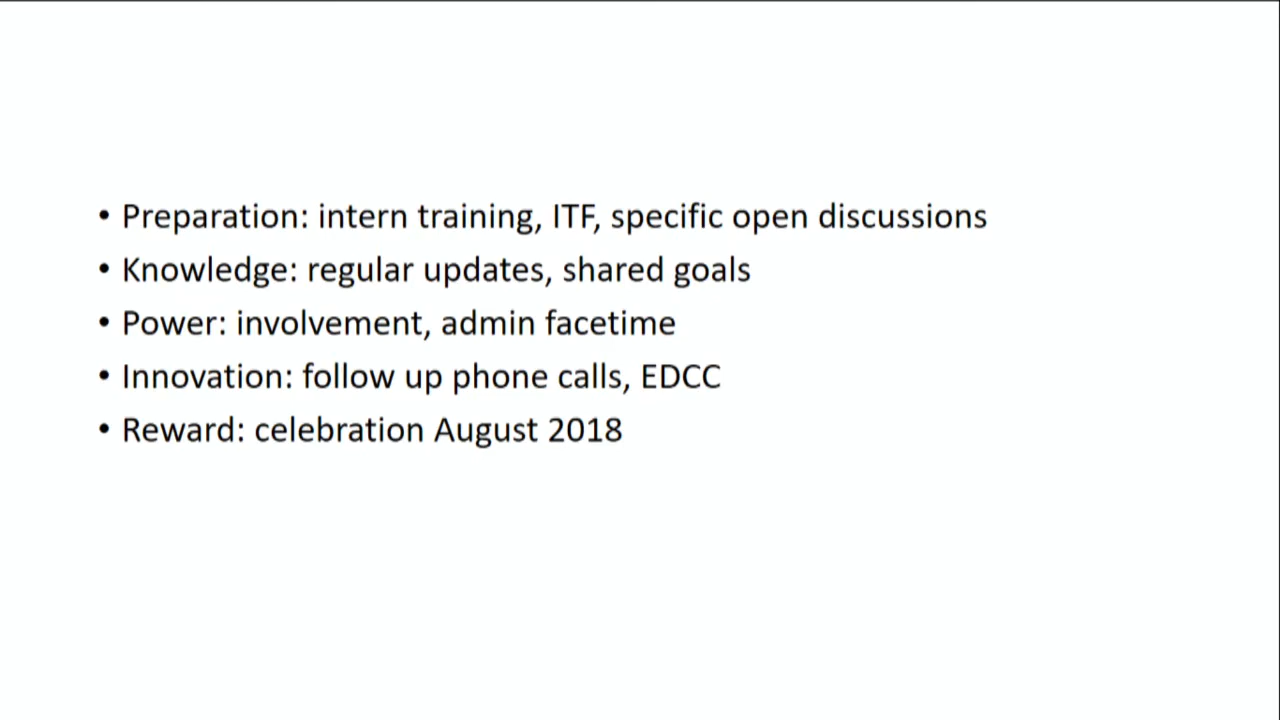 • Preparation: intern training, ITF, specific open discussions
• Knowledge: regular updates, shared goals
• Power: involvement, admin facetime
• Innovation: follow up phone calls, EDCC
• Reward: celebration August 2018